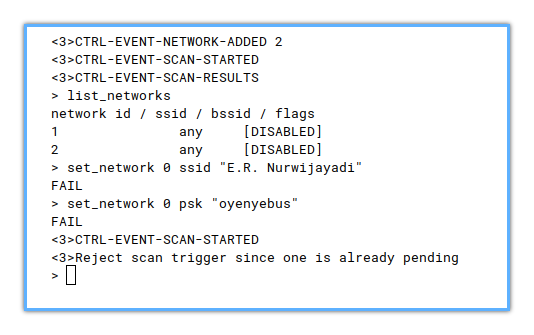 <3>CTRL-EVENT-NETWORK-ADDED 2
<3>CTRL-EVENT-SCAN-STARTED
<3>CTRL-EVENT-SCAN-RESULTS
> list_networks
network id / ssid / bssid / flags
1               any     [DISABLED]
2               any     [DISABLED]
> set_network 0 ssid "E.R. Nurwijayadi"
FAIL
> set_network 0 psk "oyenyebus"
FAIL
<3>CTRL-EVENT-SCAN-STARTED
<3>Reject scan trigger since one is already pending
>